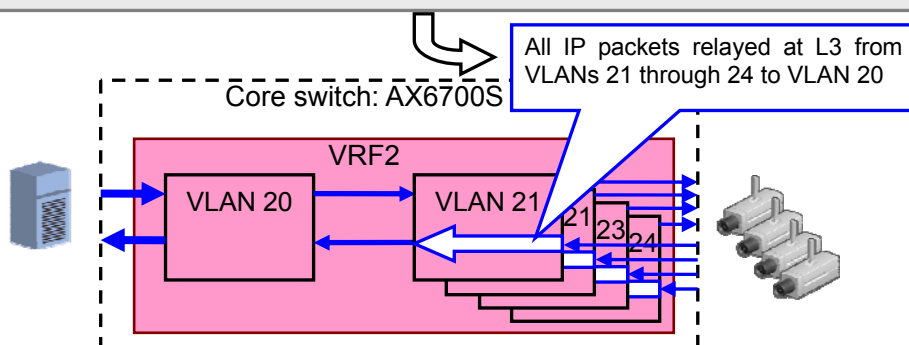 All IP packets relayed at L3 from
VLANs 21 through 24 to VLAN 20
Core switch: AX6700S
VRF2
VLAN 20
VLAN 21
21
23
24